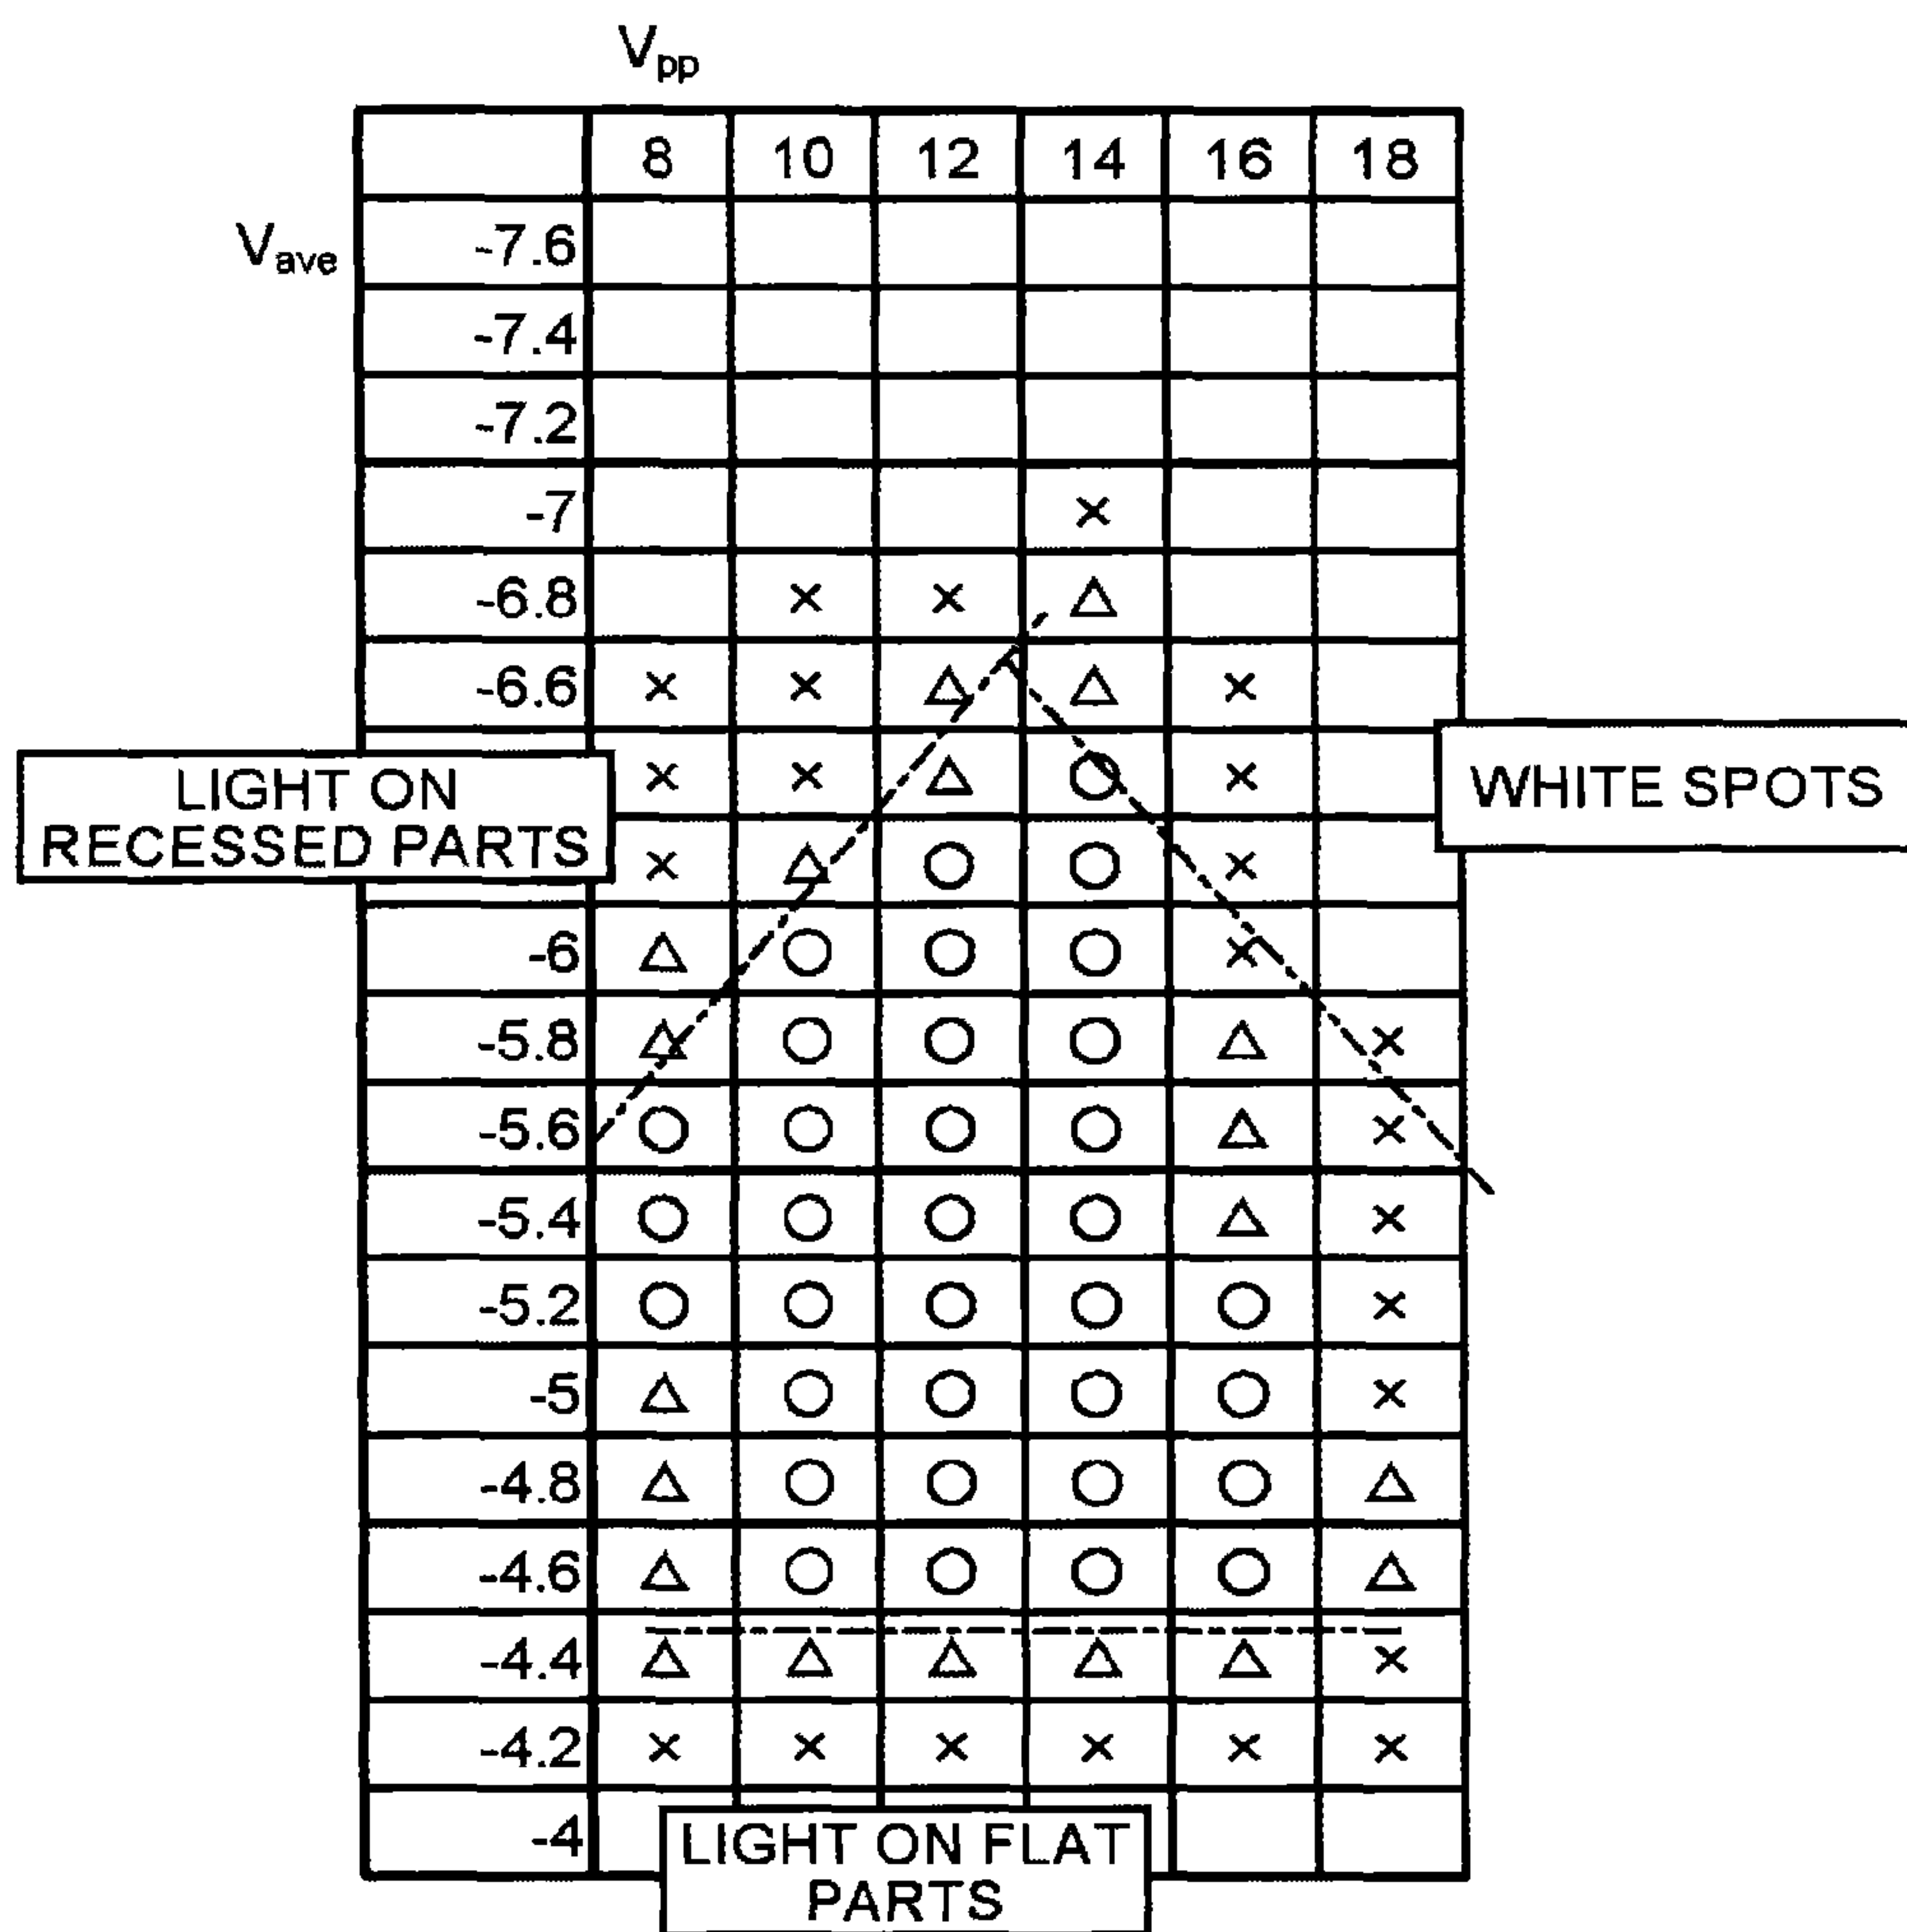 Vpp
8 10 12 14 16 18
Vave
-7.6
-7.4
-7.2
-7 ×
-6.8 × × △
-6.6 × × △ △ ×
× × △ ○ ×
LIGHT ON
RECESSED PARTS
WHITE SPOTS
× △ ○ ○ ×
-6 △ ○ ○ ○ ×
-5.8 △ ○ ○ ○ △ ×
-5.6 ○ ○ ○ ○ △ ×
-5.4 ○ ○ ○ ○ △ ×
-5.2 ○ ○ ○ ○ ○ ×
-5 △ ○ ○ ○ ○ ×
-4.8 △ ○ ○ ○ ○ △
-4.6 △ ○ ○ ○ ○ △
-4.4 △ △ △ △ △ ×
-4.2 × × × × × ×
-4
LIGHT ON FLAT
PARTS